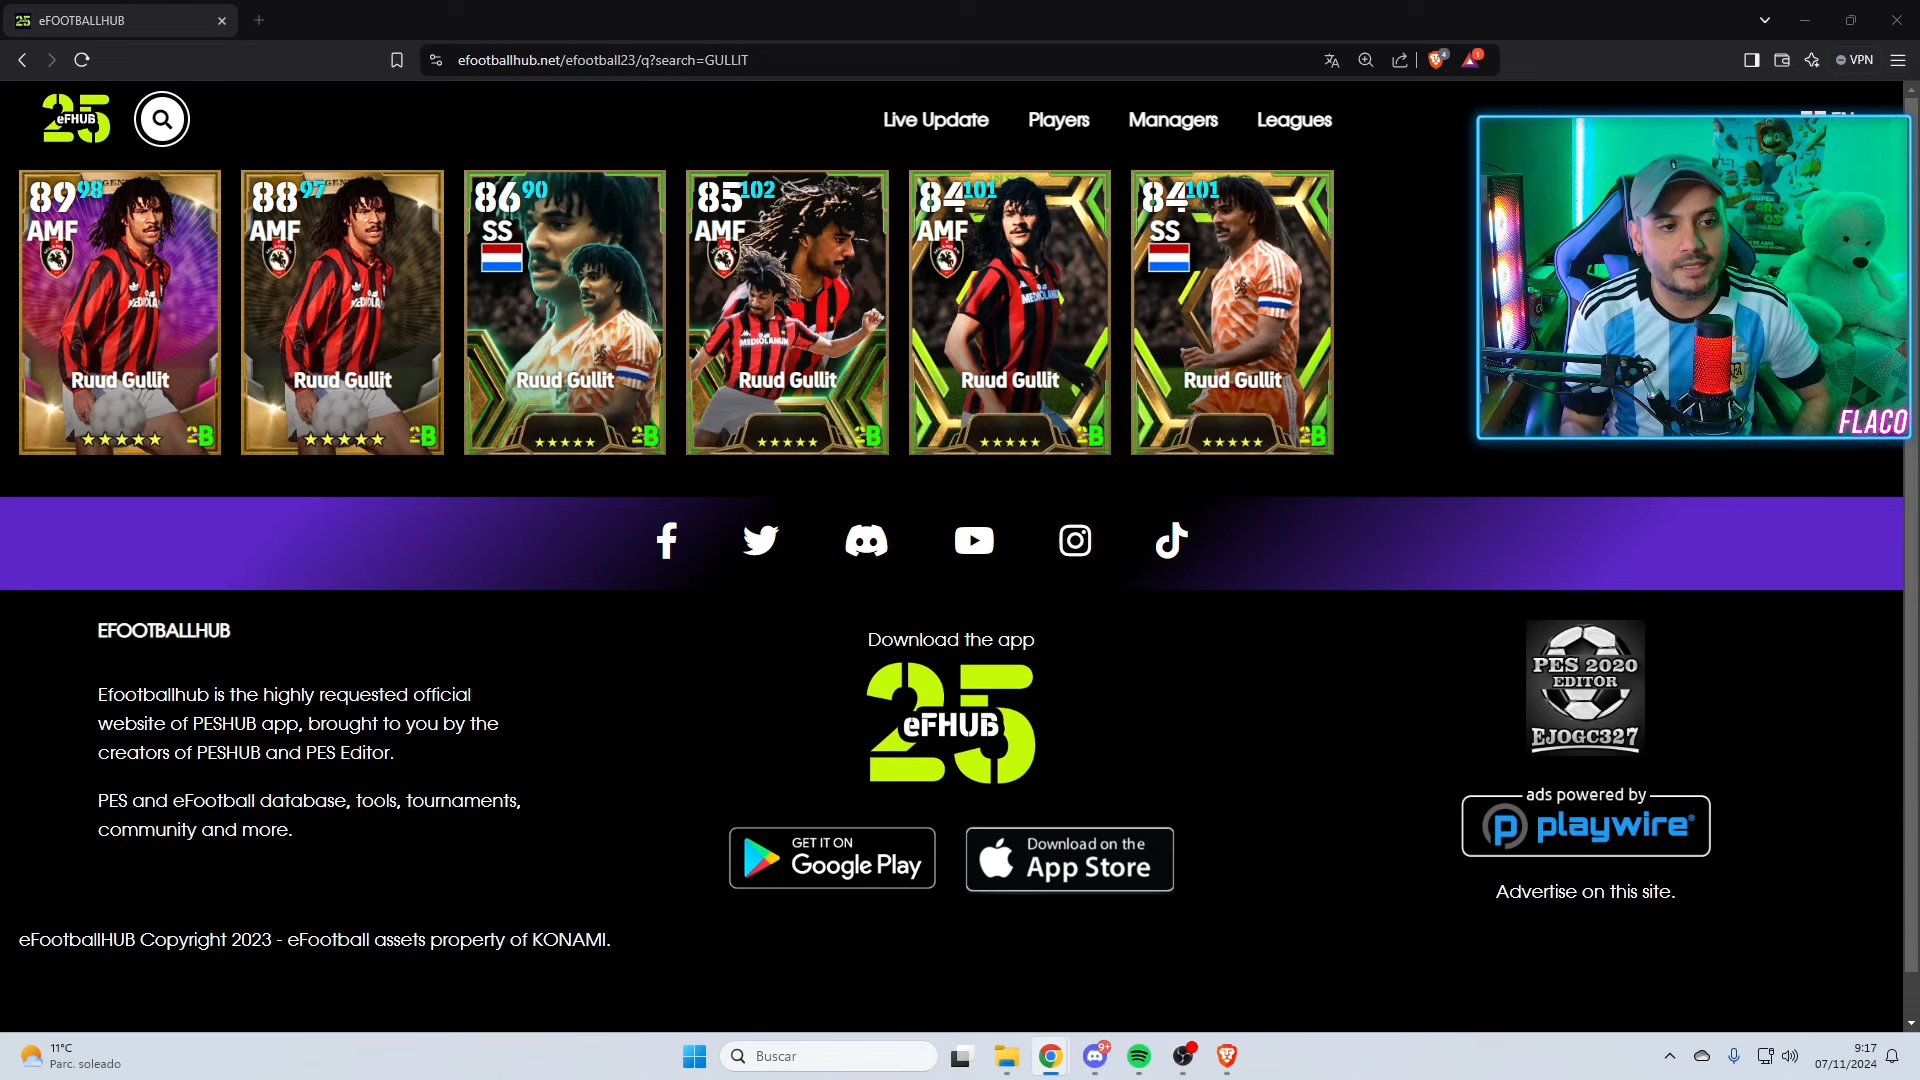 eFOOTBALLHUB
efootballhub.net/efootball23/q?search=GULLIT
4
1
VPN
25
eFHUB
Live Update
Players
Managers
Leagues
89 98
AMF
Ruud Gullit
88 97
AMF
Ruud Gullit
86 90
SS
Ruud Gullit
85 102
AMF
MEDIOLANUM
Ruud Gullit
84 101
AMF
Ruud Gullit
84 101
SS
Ruud Gullit
FLACO
EFOOTBALLHUB
Efootballhub is the highly requested official
website of PESHUB app, brought to you by the
creators of PESHUB and PES Editor.
PES and eFootball database, tools, tournaments,
community and more.
Download the app
25
eFHUB
GET IT ON
Google Play
Download on the
App Store
PES 2020
EDITOR
EJOGC327
ads powered by
playwire
Advertise on this site.
eFootballHUB Copyright 2023 - eFootball assets property of KONAMI.
11°C
Parc. soleado
Buscar
9+
9:17
07/11/2024